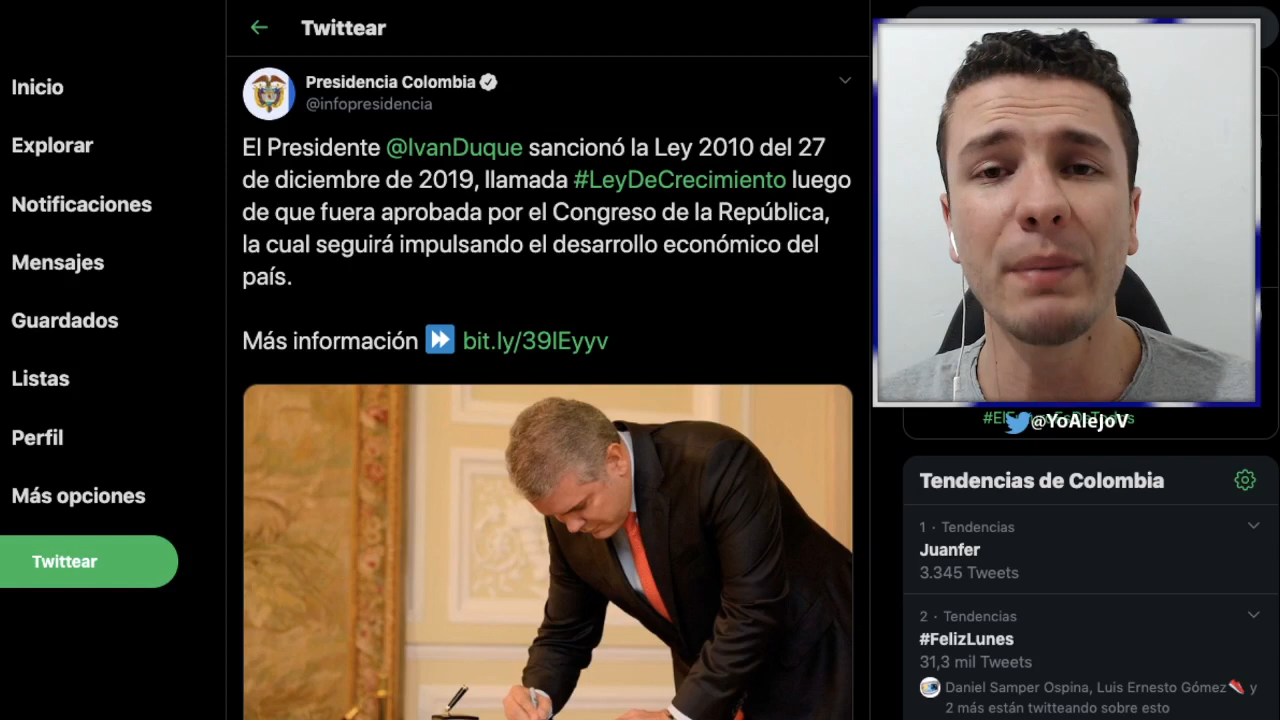 Inicio
Explorar
Notificaciones
Mensajes
Guardados
Listas
Perfil
Más opciones
Twittear
Twittear
Presidencia Colombia
@infopresidencia
El Presidente @IvanDuque sancionó la Ley 2010 del 27
de diciembre de 2019, llamada #LeyDeCrecimiento luego
de que fuera aprobada por el Congreso de la República,
la cual seguirá impulsando el desarrollo económico del
país.
Más información ⏩ bit.ly/39lEyyv
@YoAlejoV
Tendencias de Colombia
1 · Tendencias
Juanfer
3.345 Tweets
2 · Tendencias
#FelizLunes
31,3 mil Tweets
Daniel Samper Ospina, Luis Ernesto Gómez y
2 más están twitteando sobre esto